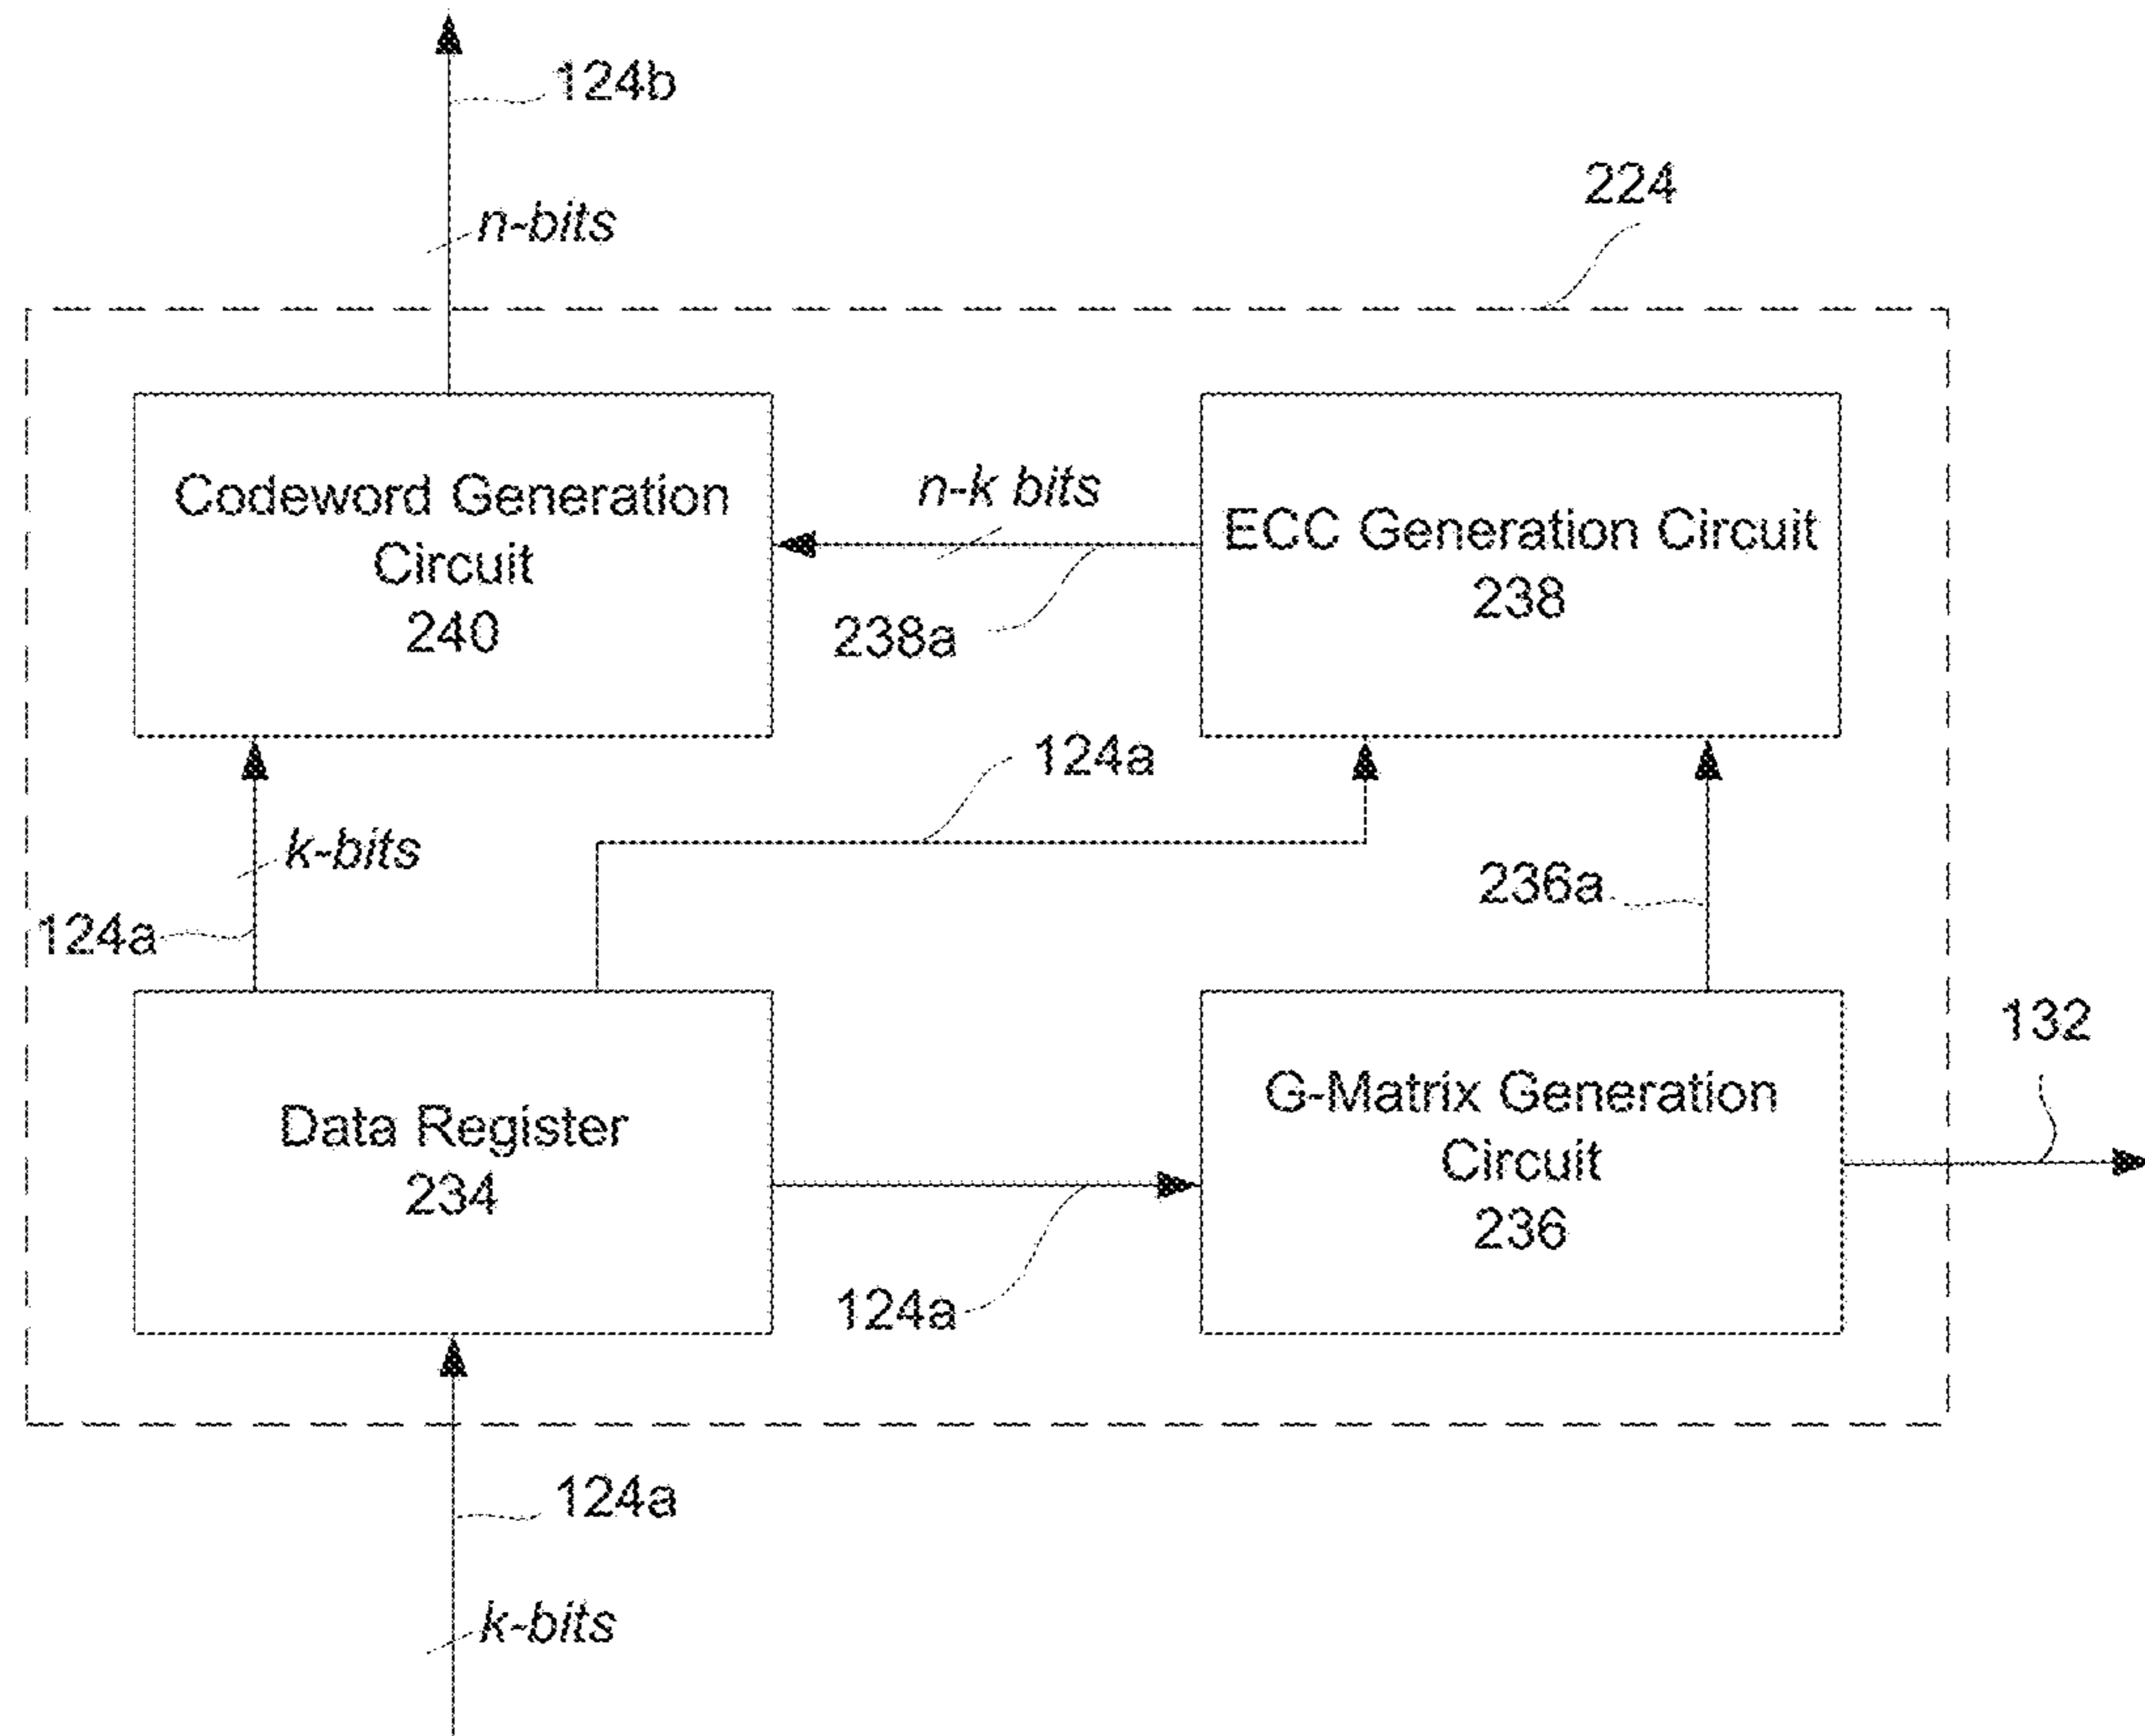 124b
n-bits
224
Codeword Generation
Circuit
240
n-k bits
238a
ECC Generation Circuit
238
124a
k-bits
124a
236a
Data Register
234
124a
G-Matrix Generation
Circuit
236
132
124a
k-bits